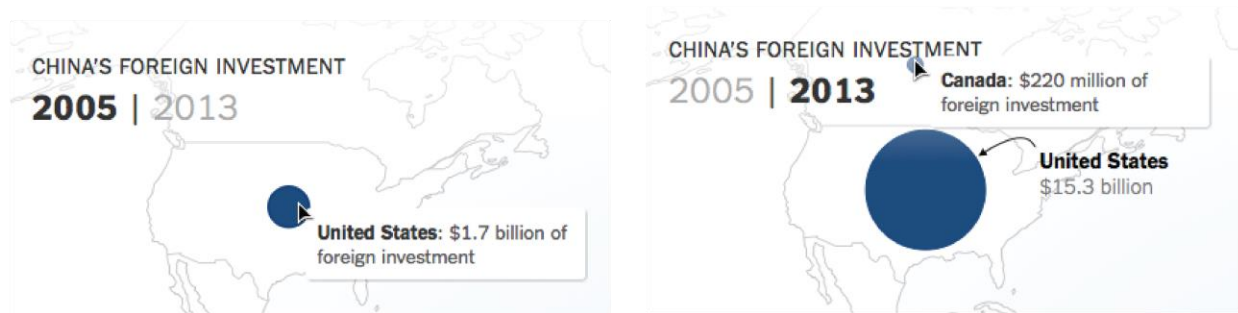 CHINA'S FOREIGN INVESTMENT
2005 | 2013
United States: $1.7 billion of
foreign investment
CHINA'S FOREIGN INVESTMENT
2005 | 2013
Canada: $220 million of
foreign investment
United States
$15.3 billion